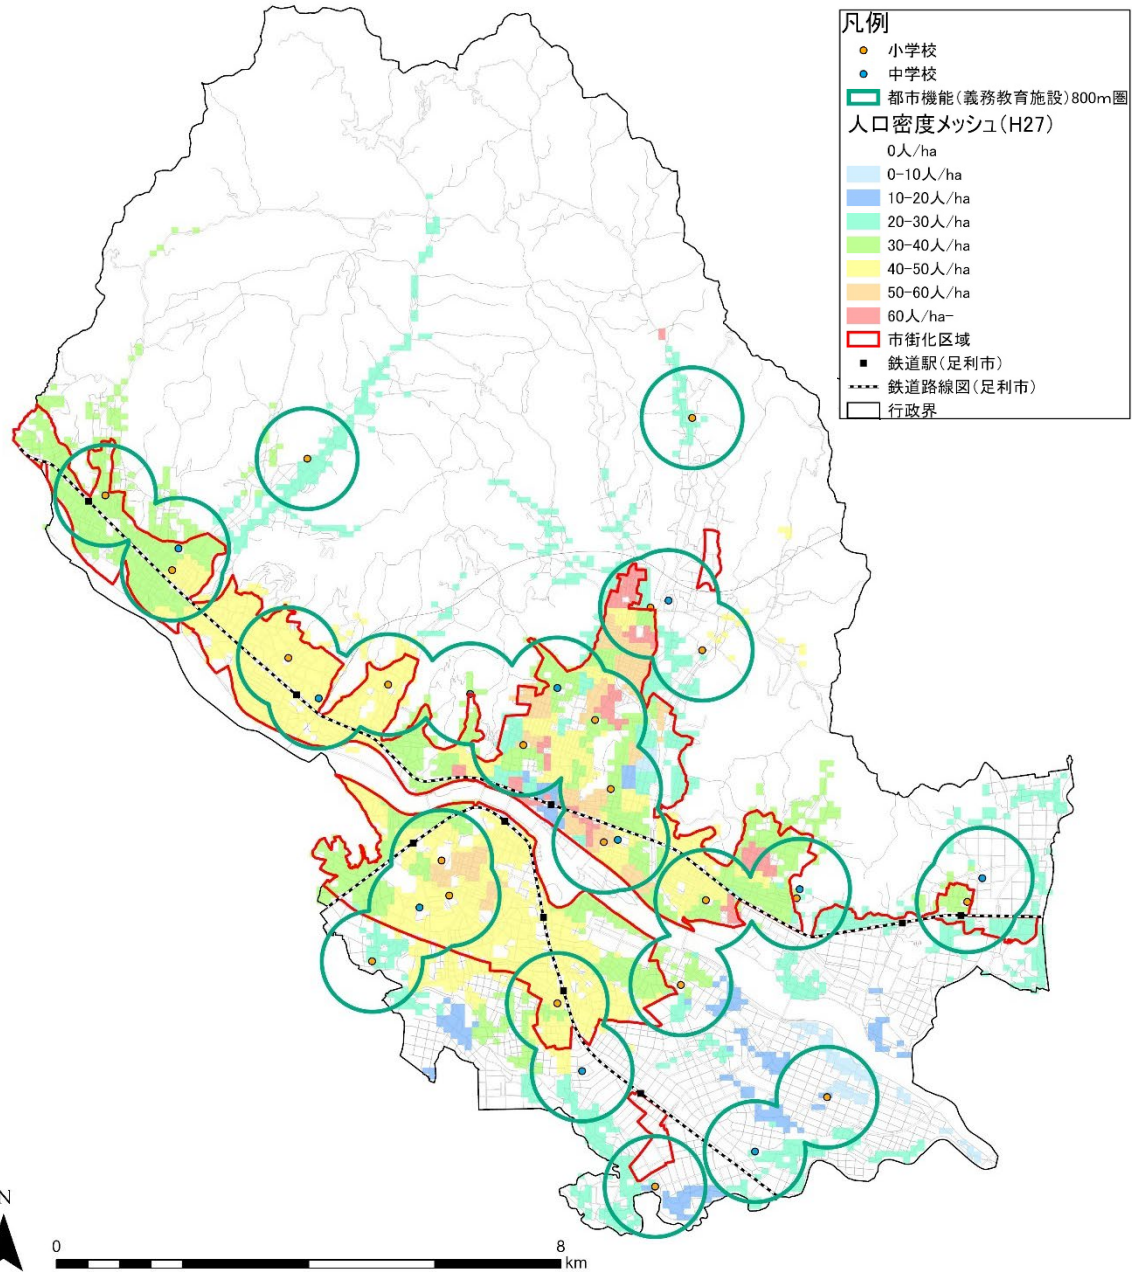 凡例
小学校
中学校
都市機能(義務教育施設)800m圏
人口密度メッシュ(H27)
0人/ha
0-10人/ha
10-20人/ha
20-30人/ha
30-40人/ha
40-50人/ha
50-60人/ha
60人/ha-
市街化区域
鉄道駅(足利市)
鉄道路線図(足利市)
行政界
N
0 8
km